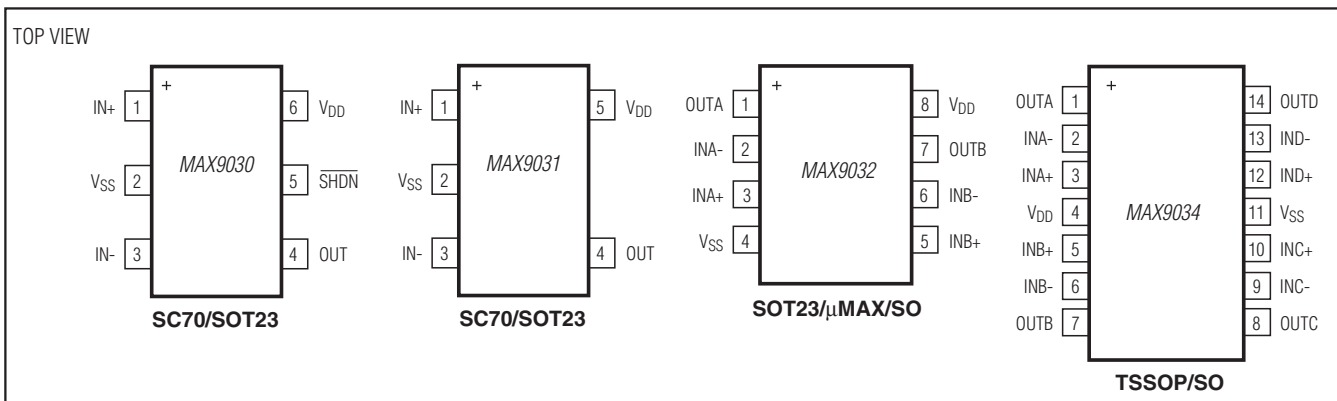 TOP VIEW
+
MAX9030
IN+ 1
VSS 2
IN- 3
6 VDD
5 SHDN
4 OUT
SC70/SOT23
+
MAX9031
IN+ 1
VSS 2
IN- 3
5 VDD
4 OUT
SC70/SOT23
+
MAX9032
OUTA 1
INA- 2
INA+ 3
VSS 4
8 VDD
7 OUTB
6 INB-
5 INB+
SOT23/µMAX/SO
+
MAX9034
OUTA 1
INA- 2
INA+ 3
VDD 4
INB+ 5
INB- 6
OUTB 7
14 OUTD
13 IND-
12 IND+
11 VSS
10 INC+
9 INC-
8 OUTC
TSSOP/SO